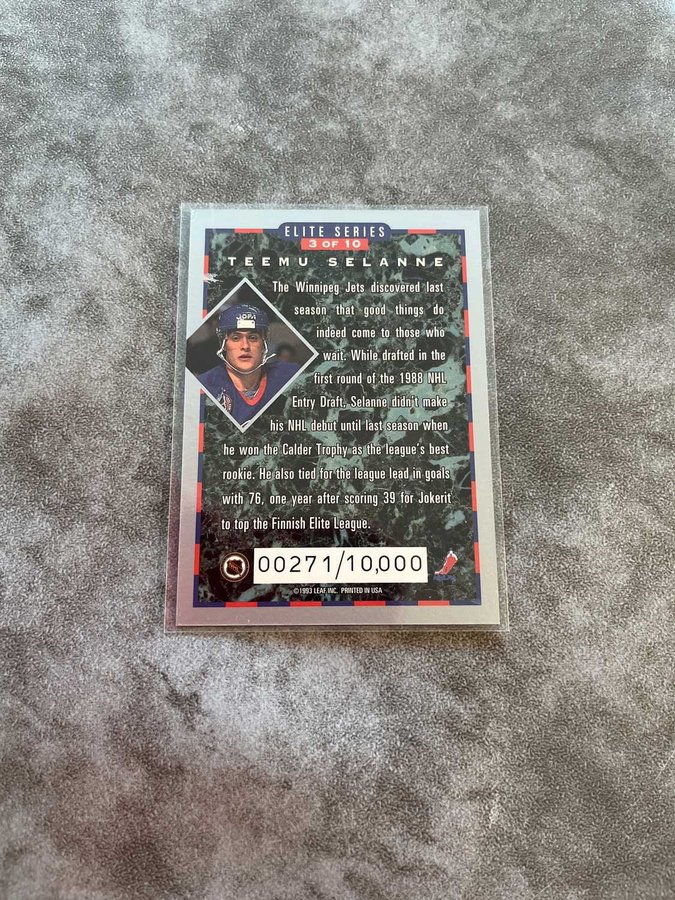 ELITE SERIES
3 OF 10
TEEMU SELANNE
The Winnipeg Jets discovered last
season that good things do
indeed come to those who
wait. While drafted in the
first round of the 1988 NHL
Entry Draft, Selanne didn't make
his NHL debut until last season when
he won the Calder Trophy as the league's best
rookie. He also tied for the league lead in goals
with 76, one year after scoring 39 for Jokerit
to top the Finnish Elite League.
JOFA
00271/10,000
©1993 LEAF INC. PRINTED IN USA